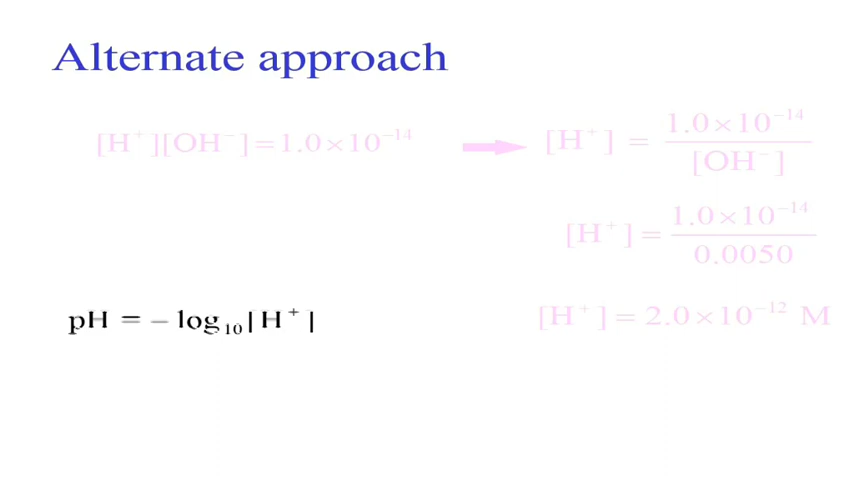 Alternate approach
[H⁺][OH⁻] = 1.0×10⁻¹⁴ ➡ [H⁺] = 1.0×10⁻¹⁴ / [OH⁻]
[H⁺] = 1.0×10⁻¹⁴ / 0.0050
pH = − log₁₀[H⁺]
[H⁺] = 2.0×10⁻¹² M